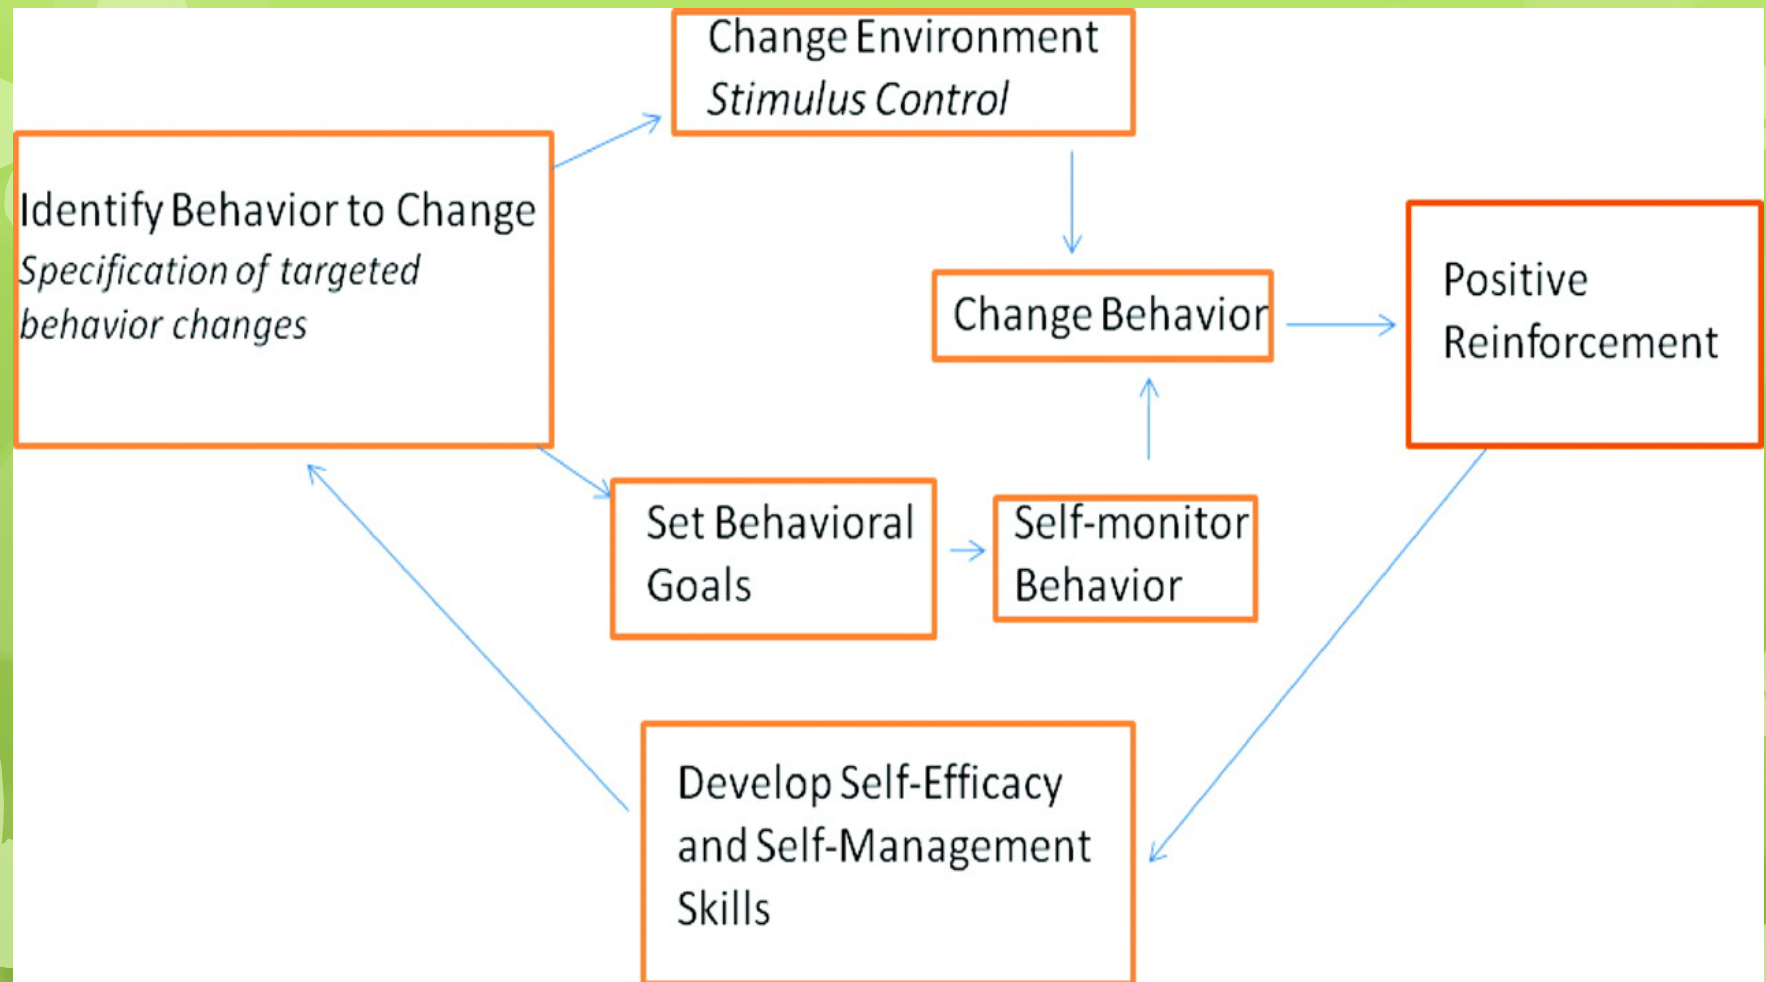 Change Environment
Stimulus Control
Identify Behavior to Change
Specification of targeted
behavior changes
Change Behavior
Positive
Reinforcement
Set Behavioral
Goals
Self-monitor
Behavior
Develop Self-Efficacy
and Self-Management
Skills